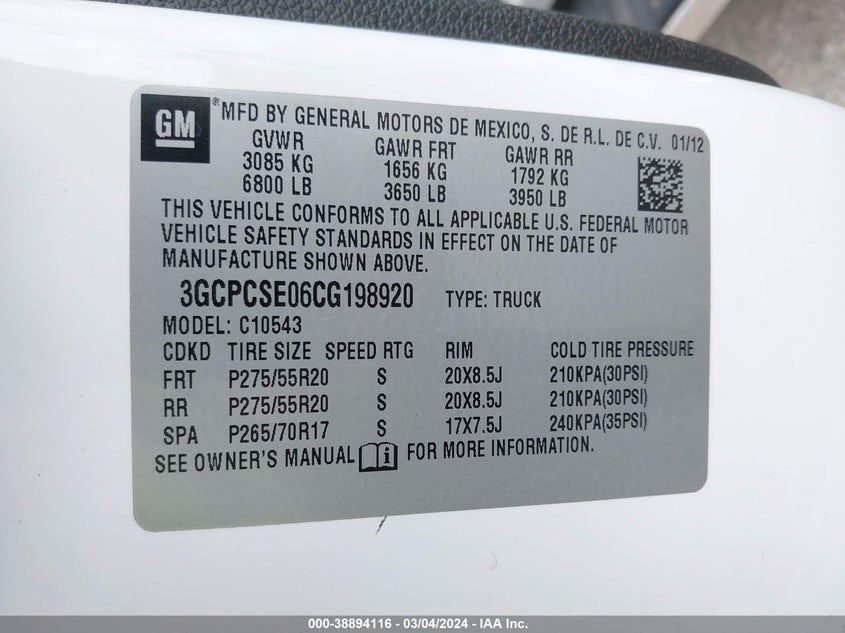 GM ® MFD BY GENERAL MOTORS DE MEXICO, S. DE R.L. DE C.V. 01/12
GVWR GAWR FRT GAWR RR
3085 KG 1656 KG 1792 KG
6800 LB 3650 LB 3950 LB
THIS VEHICLE CONFORMS TO ALL APPLICABLE U.S. FEDERAL MOTOR
VEHICLE SAFETY STANDARDS IN EFFECT ON THE DATE OF
MANUFACTURE SHOWN ABOVE.
3GCPCSE06CG198920 TYPE: TRUCK
MODEL: C10543
CDKD TIRE SIZE SPEED RTG RIM COLD TIRE PRESSURE
FRT P275/55R20 S 20X8.5J 210KPA(30PSI)
RR P275/55R20 S 20X8.5J 210KPA(30PSI)
SPA P265/70R17 S 17X7.5J 240KPA(35PSI)
SEE OWNER'S MANUAL i FOR MORE INFORMATION.
000-38894116 - 03/04/2024 - IAA Inc.